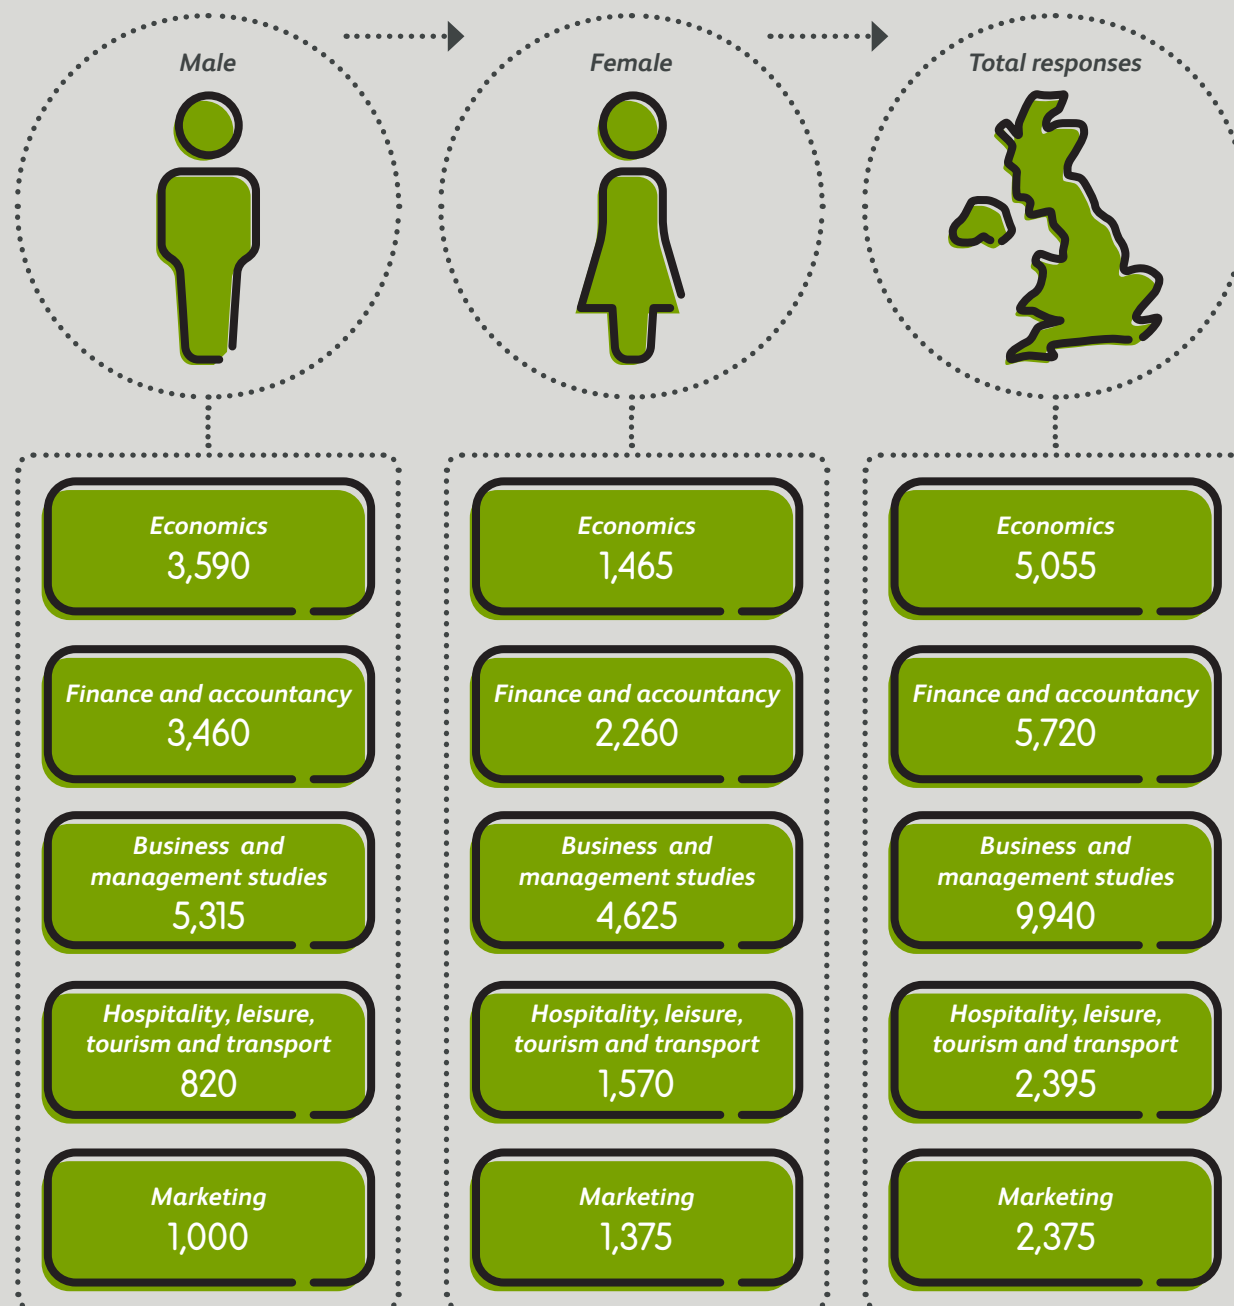 Male
Female
Total responses
Economics
3,590
Finance and accountancy
3,460
Business and
management studies
5,315
Hospitality, leisure,
tourism and transport
820
Marketing
1,000
Economics
1,465
Finance and accountancy
2,260
Business and
management studies
4,625
Hospitality, leisure,
tourism and transport
1,570
Marketing
1,375
Economics
5,055
Finance and accountancy
5,720
Business and
management studies
9,940
Hospitality, leisure,
tourism and transport
2,395
Marketing
2,375